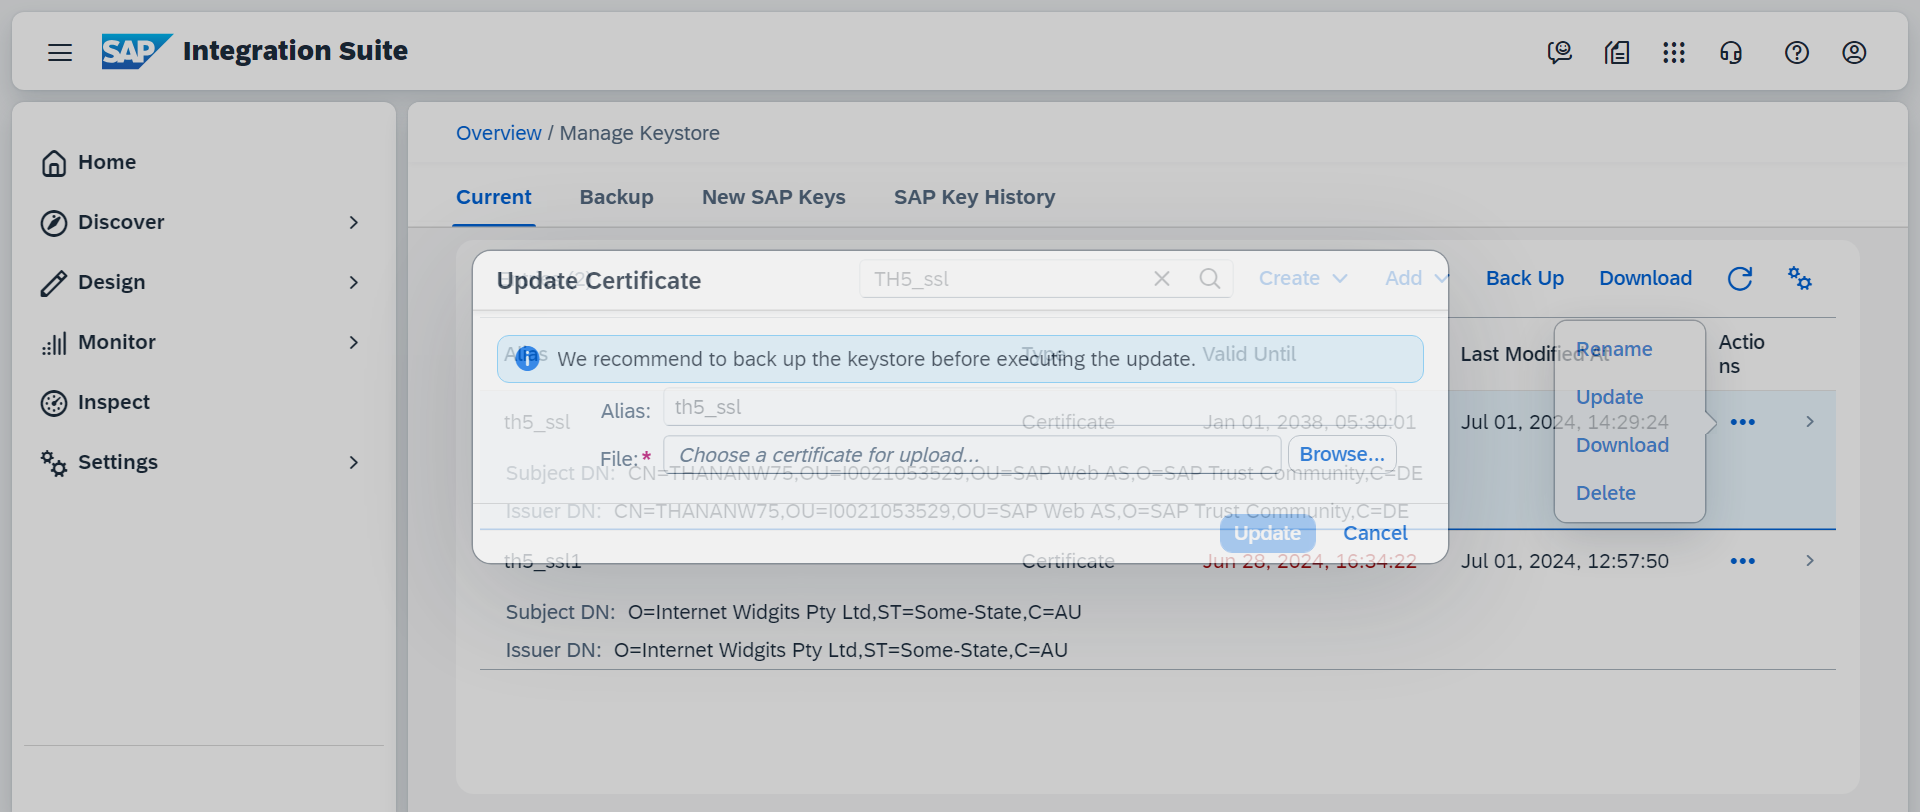 SAP Integration Suite
Home
Discover
Design
Monitor
Inspect
Settings
Overview / Manage Keystore
Current Backup New SAP Keys SAP Key History
Update Certificate
TH5_ssl Create Add Back Up Download
We recommend to back up the keystore before executing the update.
Alias Type Valid Until Last Modified At Actio
ns
Alias: th5_ssl
File:* Choose a certificate for upload... Browse...
Update Cancel
th5_ssl Certificate Jan 01, 2038, 05:30:01 Jul 01, 2024, 14:29:24
Subject DN: CN=THANANW75,OU=I0021053529,OU=SAP Web AS,O=SAP Trust Community,C=DE
Issuer DN: CN=THANANW75,OU=I0021053529,OU=SAP Web AS,O=SAP Trust Community,C=DE
Rename
Update
Download
Delete
th5_ssl1 Certificate Jun 28, 2024, 16:34:22 Jul 01, 2024, 12:57:50
Subject DN: O=Internet Widgits Pty Ltd,ST=Some-State,C=AU
Issuer DN: O=Internet Widgits Pty Ltd,ST=Some-State,C=AU